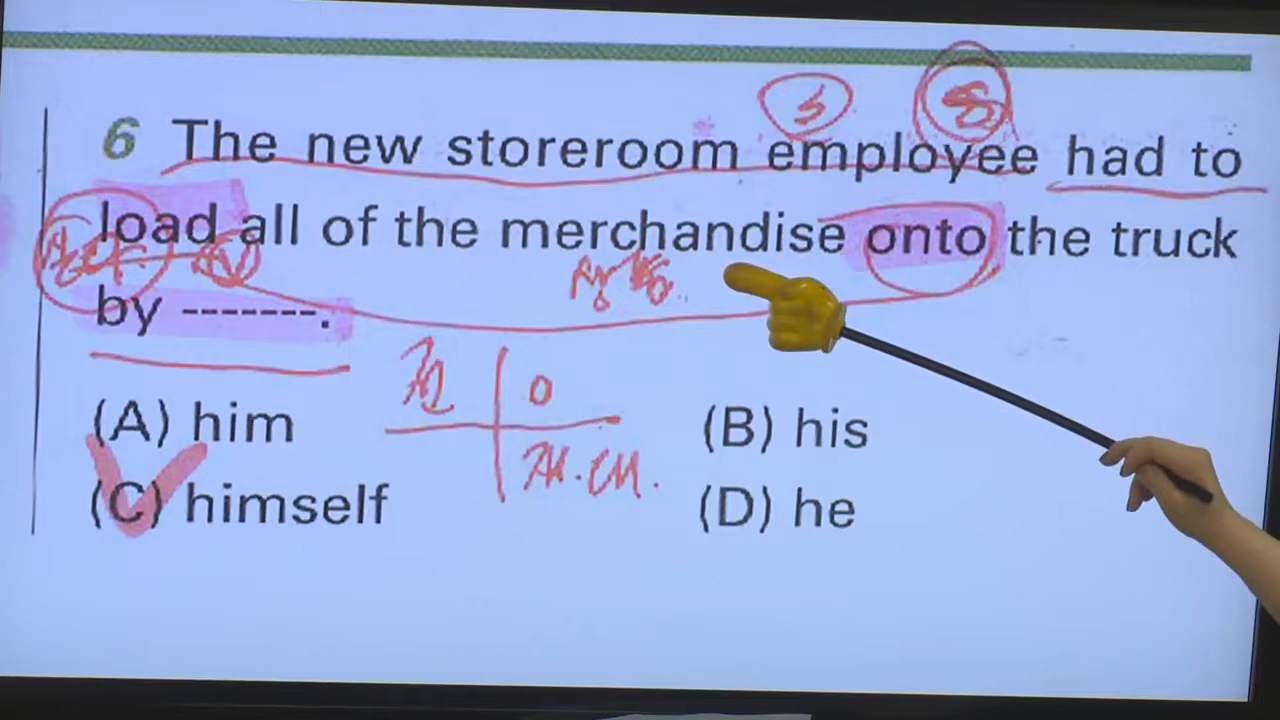 6 The new storeroom employee had to
load all of the merchandise onto the truck
by -------.
(A) him
(B) his
(C) himself
(D) he